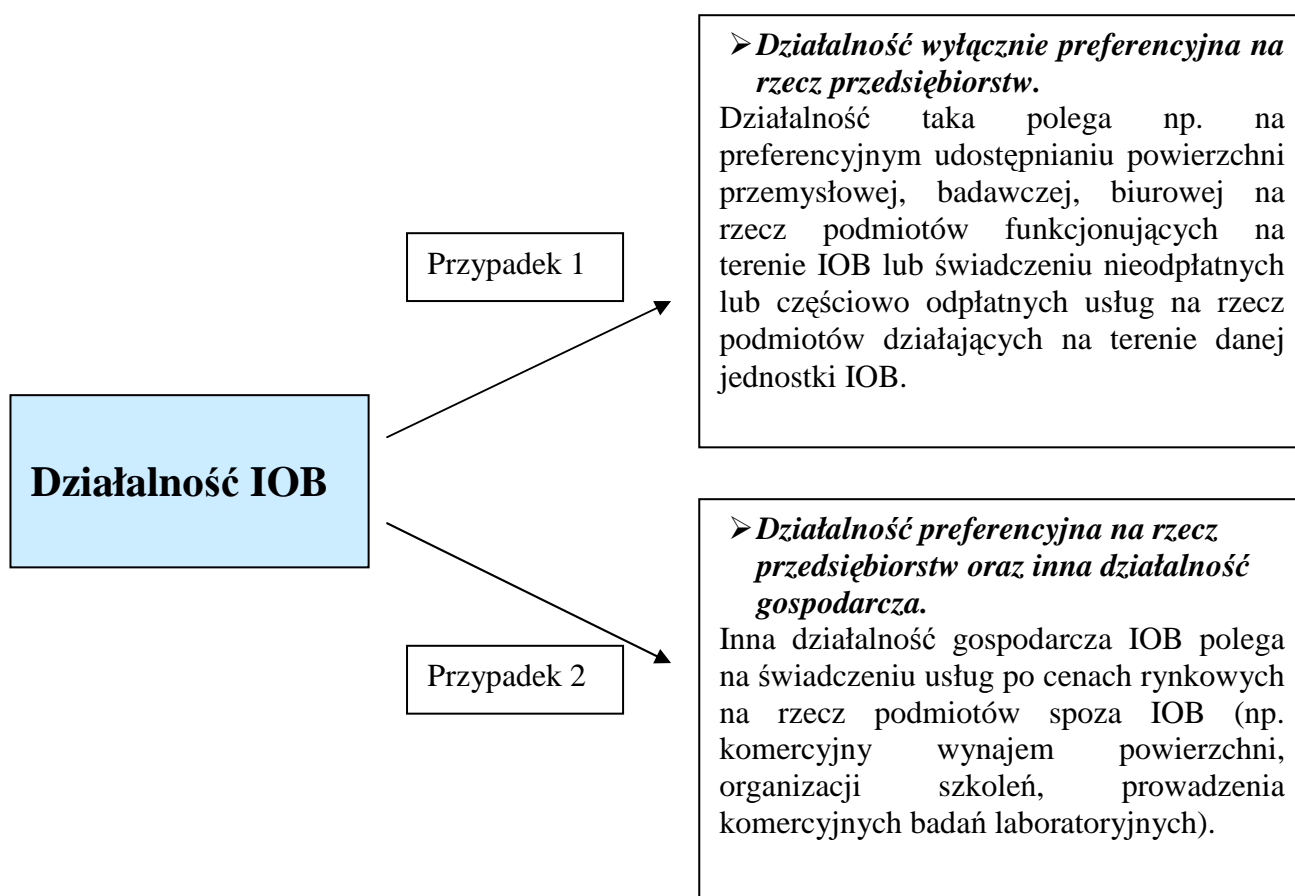 Działalność IOB
Przypadek 1
➢ Działalność wyłącznie preferencyjna na
rzecz przedsiębiorstw.
Działalność taka polega np. na
preferencyjnym udostępnianiu powierzchni
przemysłowej, badawczej, biurowej na
rzecz podmiotów funkcjonujących na
terenie IOB lub świadczeniu nieodpłatnych
lub częściowo odpłatnych usług na rzecz
podmiotów działających na terenie danej
jednostki IOB.
Przypadek 2
➢ Działalność preferencyjna na rzecz
przedsiębiorstw oraz inna działalność
gospodarcza.
Inna działalność gospodarcza IOB polega
na świadczeniu usług po cenach rynkowych
na rzecz podmiotów spoza IOB (np.
komercyjny wynajem powierzchni,
organizacji szkoleń, prowadzenia
komercyjnych badań laboratoryjnych).